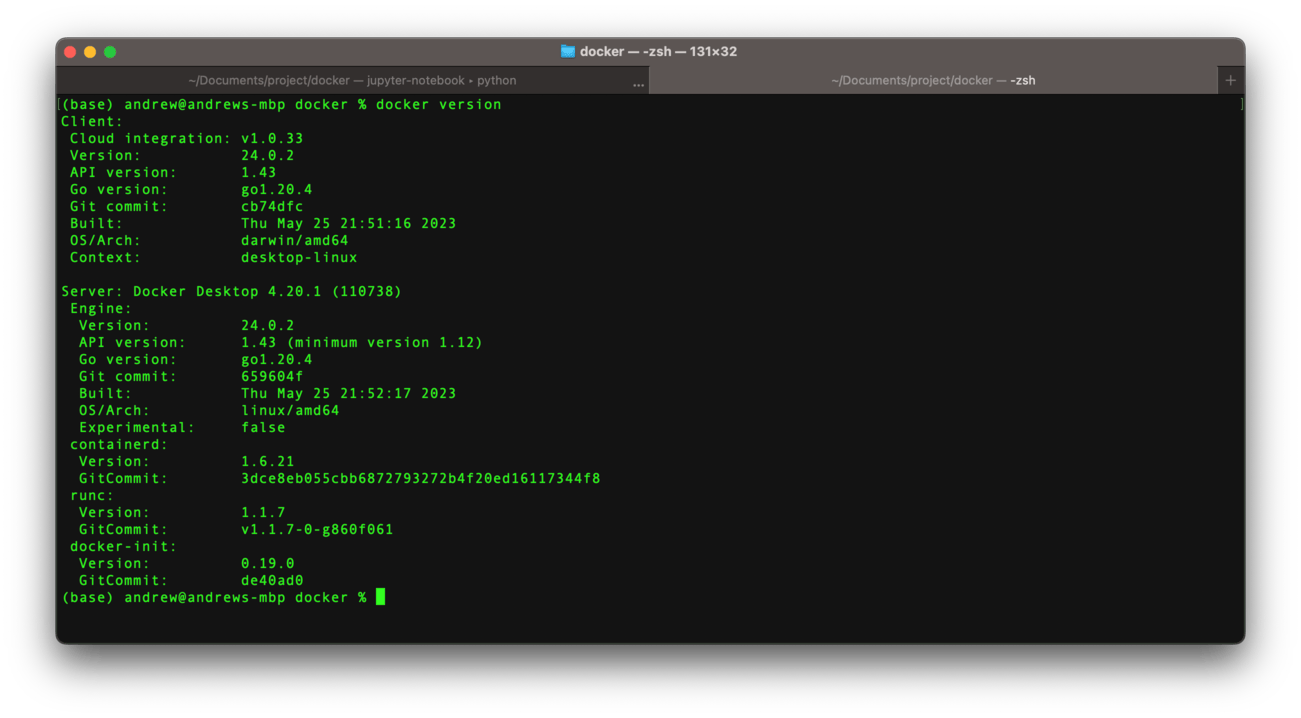 docker — -zsh — 131×32
~/Documents/project/docker — jupyter-notebook • python ... ~/Documents/project/docker — -zsh +
[(base) andrew@andrews-mbp docker % docker version ]
Client:
 Cloud integration: v1.0.33
 Version:           24.0.2
 API version:       1.43
 Go version:        go1.20.4
 Git commit:        cb74dfc
 Built:             Thu May 25 21:51:16 2023
 OS/Arch:           darwin/amd64
 Context:           desktop-linux

Server: Docker Desktop 4.20.1 (110738)
 Engine:
  Version:          24.0.2
  API version:      1.43 (minimum version 1.12)
  Go version:       go1.20.4
  Git commit:       659604f
  Built:            Thu May 25 21:52:17 2023
  OS/Arch:          linux/amd64
  Experimental:     false
 containerd:
  Version:          1.6.21
  GitCommit:        3dce8eb055cbb6872793272b4f20ed16117344f8
 runc:
  Version:          1.1.7
  GitCommit:        v1.1.7-0-g860f061
 docker-init:
  Version:          0.19.0
  GitCommit:        de40ad0
(base) andrew@andrews-mbp docker %